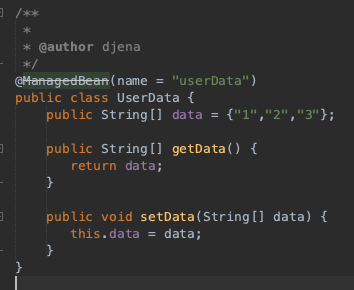 /**
 *
 * @author djena
 */
@ManagedBean(name = "userData")
public class UserData {
    public String[] data = {"1","2","3"};

    public String[] getData() {
        return data;
    }

    public void setData(String[] data) {
        this.data = data;
    }
}